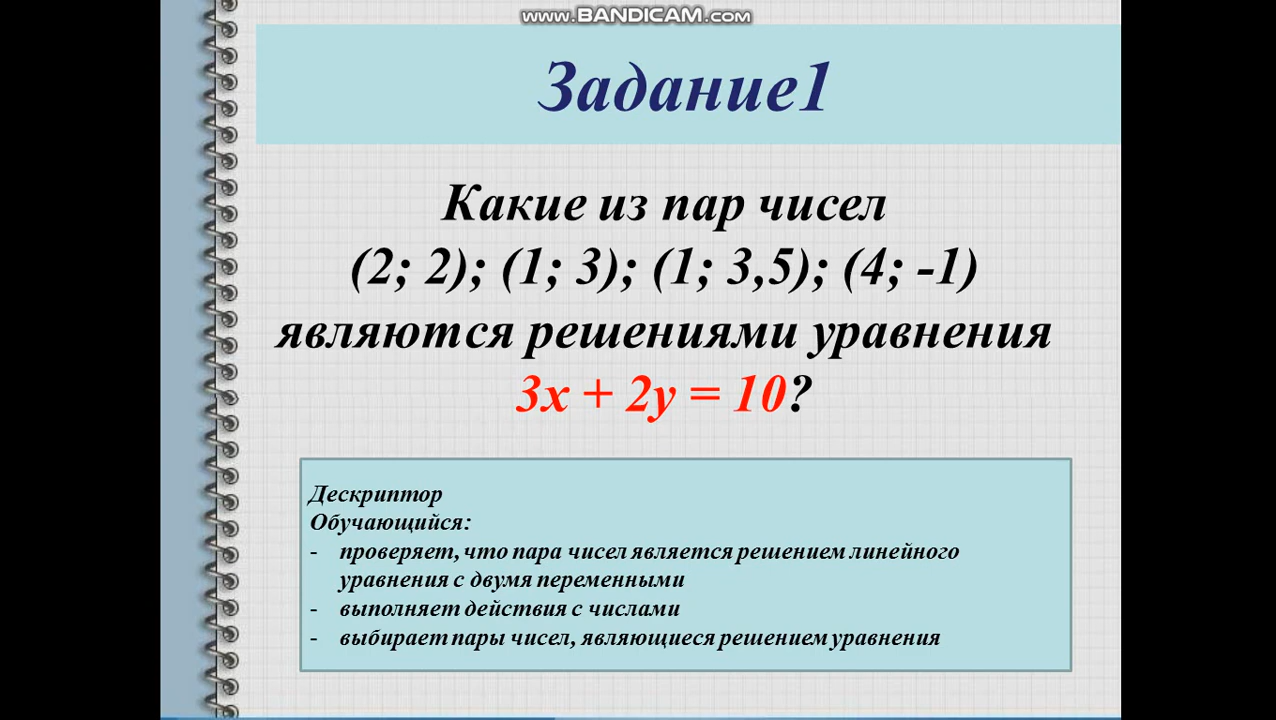 www.BANDICAM.com
Задание1
Какие из пар чисел
(2; 2); (1; 3); (1; 3,5); (4; -1)
являются решениями уравнения
3x + 2y = 10?
Дескриптор
Обучающийся:
- проверяет, что пара чисел является решением линейного
уравнения с двумя переменными
- выполняет действия с числами
- выбирает пары чисел, являющиеся решением уравнения